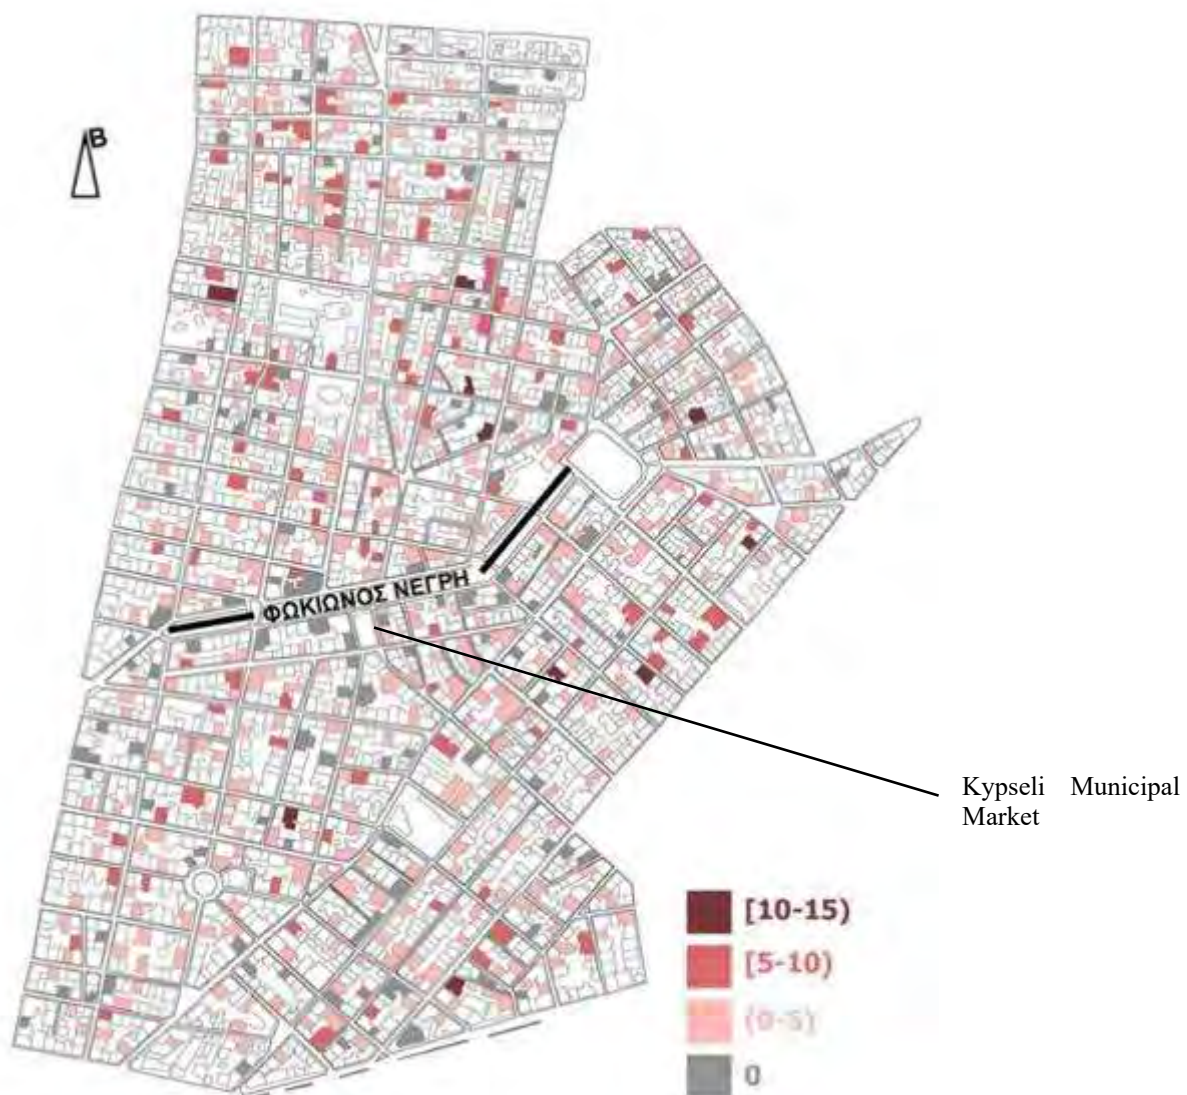 Β
ΦΩΚΙΩΝΟΣ ΝΕΓΡΗ
Kypseli Municipal
Market
[10-15)
[5-10)
(0-5)
0